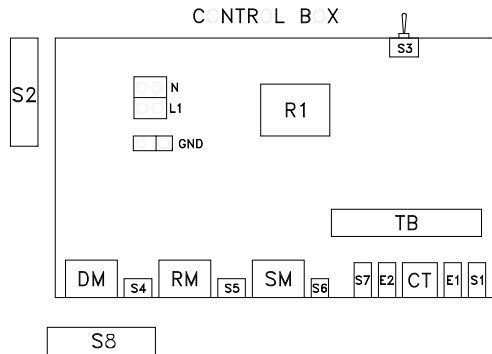 CONTROL BOX
S3
S2
N
L1
R1
GND
TB
DM
S4
RM
S5
SM
S6
S7
E2
CT
E1
S1
S8